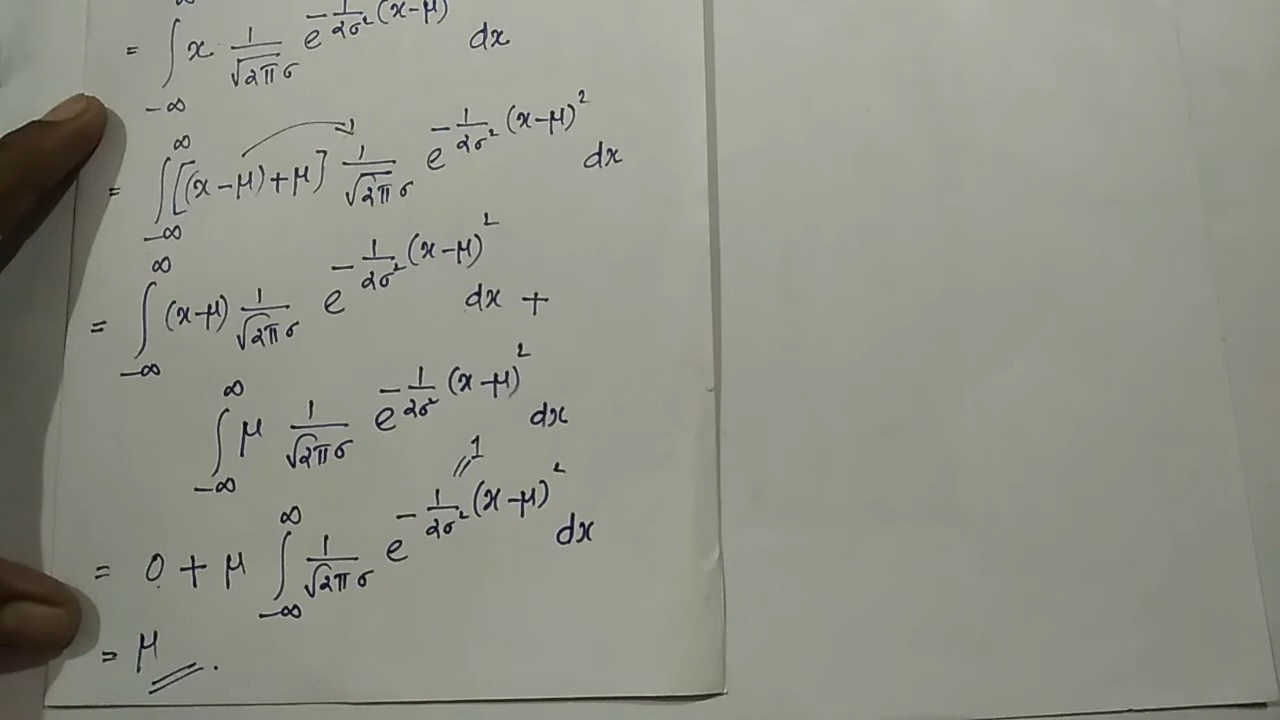 = ∫_{-∞}^{∞} x · 1/(√2π σ) e^{-1/(2σ²) (x-μ)} dx
= ∫_{-∞}^{∞} [(x-μ)+μ] 1/(√2π σ) e^{-1/(2σ²) (x-μ)²} dx
= ∫_{-∞}^{∞} (x-μ) 1/(√2π σ) e^{-1/(2σ²) (x-μ)²} dx +
∫_{-∞}^{∞} μ 1/(√2π σ) e^{-1/(2σ²) (x-μ)²} dx
// 1
= 0 + μ ∫_{-∞}^{∞} 1/(√2π σ) e^{-1/(2σ²) (x-μ)²} dx
= μ .